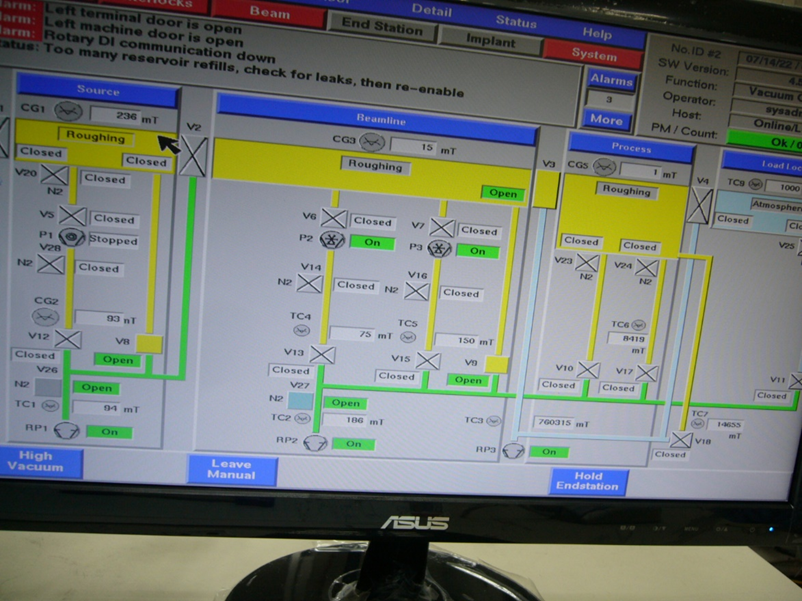 Interlocks
Beam
Detail
Status
Help
End Station
Implant
System
Alarm: Left terminal door is open
Alarm: Left machine door is open
Alarm: Rotary DI communication down
Status: Too many reservoir refills, check for leaks, then re-enable
Alarms
3
More
No.ID #2
07/14/22
SW Version:
Function:
Vacuum
Operator:
sysad
Host:
Online/L
PM / Count:
Ok / 0
Source
CG1
236 mT
V2
Roughing
Closed
Closed
V20
Closed
N2
V5
Closed
P1
Stopped
V28
N2
Closed
CG2
93 mT
V12
V8
Closed
Open
V26
N2
Open
TC1
94 mT
RP1
On
High
Vacuum
Beamline
CG3
15 mT
Roughing
Open
V3
V6
Closed
V7
Closed
P2
On
P3
On
V14
V16
N2
Closed
N2
Closed
TC4
75 mT
TC5
150 mT
V13
V15
V9
Closed
Closed
Open
V27
N2
Open
TC2
186 mT
TC3
760315 mT
RP2
On
RP3
On
Leave
Manual
Process
CG5
1 mT
Roughing
V4
Closed
Closed
V23
N2
V24
N2
TC6
8419
mT
V10
V17
Closed
Closed
TC7
14655
mT
V18
Closed
Hold
Endstation
Load Loc
TC9
1000
Atmospher
Closed
Closed
V25
V11
Closed
ASUS